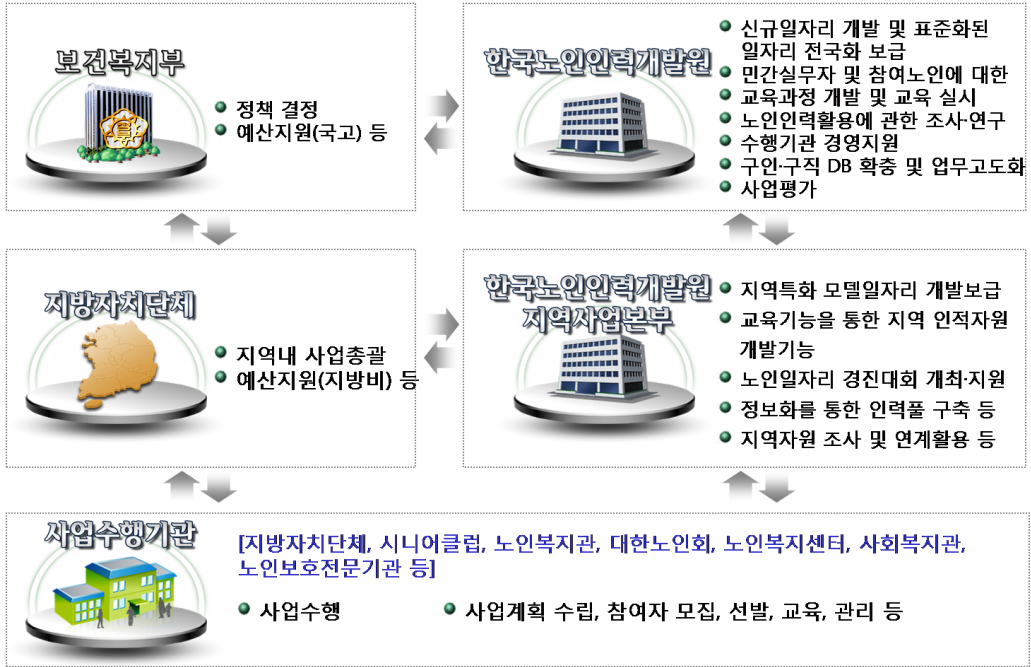 보건복지부
정책 결정
예산지원(국고) 등
한국노인인력개발원
신규일자리 개발 및 표준화된
일자리 전국화 보급
민간실무자 및 참여노인에 대한
교육과정 개발 및 교육 실시
노인인력활용에 관한 조사·연구
수행기관 경영지원
구인·구직 DB 확충 및 업무고도화
사업평가
지방자치단체
지역내 사업총괄
예산지원(지방비) 등
한국노인인력개발원
지역사업본부
지역특화 모델일자리 개발보급
교육기능을 통한 지역 인적자원
개발기능
노인일자리 경진대회 개최·지원
정보화를 통한 인력풀 구축 등
지역자원 조사 및 연계활용 등
사업수행기관
[지방자치단체, 시니어클럽, 노인복지관, 대한노인회, 노인복지센터, 사회복지관,
노인보호전문기관 등]
사업수행
사업계획 수립, 참여자 모집, 선발, 교육, 관리 등